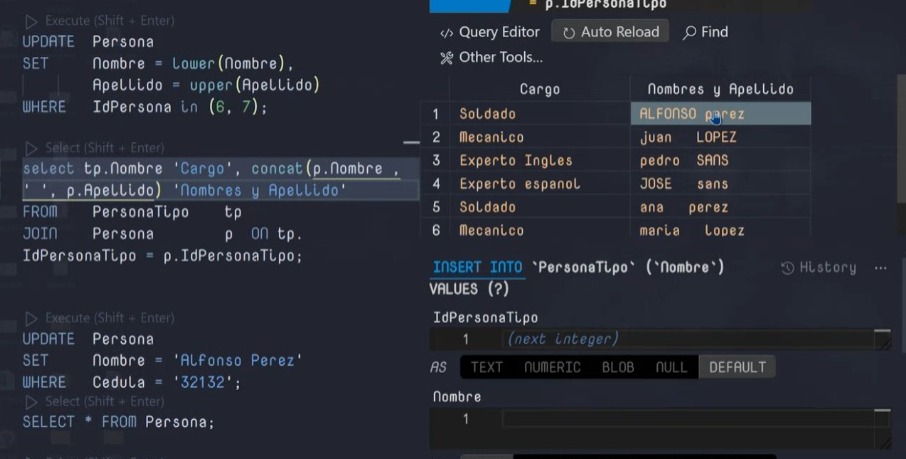 Execute (Shift + Enter)
UPDATE Persona
SET Nombre = Lower(Nombre),
Apellido = upper(Apellido)
WHERE IdPersona in (6, 7);
Select (Shift + Enter)
select tp.Nombre 'Cargo', concat(p.Nombre ,
' ', p.Apellido) 'Nombres y Apellido'
FROM PersonaTipo tp
JOIN Persona p ON tp.
IdPersonaTipo = p.IdPersonaTipo;
Execute (Shift + Enter)
UPDATE Persona
SET Nombre = 'Alfonso Perez'
WHERE Cedula = '32132';
Select (Shift + Enter)
SELECT * FROM Persona;
= p.IdPersonaTipo
Query Editor Auto Reload Find
Other Tools...
Cargo Nombres y Apellido
1 Soldado ALFONSO perez
2 Mecanico juan LOPEZ
3 Experto Ingles pedro SANS
4 Experto espanol JOSE sans
5 Soldado ana perez
6 Mecanico maria lopez
INSERT INTO `PersonaTipo` (`Nombre`) History ...
VALUES (?)
IdPersonaTipo
1 (next integer)
AS TEXT NUMERIC BLOB NULL DEFAULT
Nombre
1